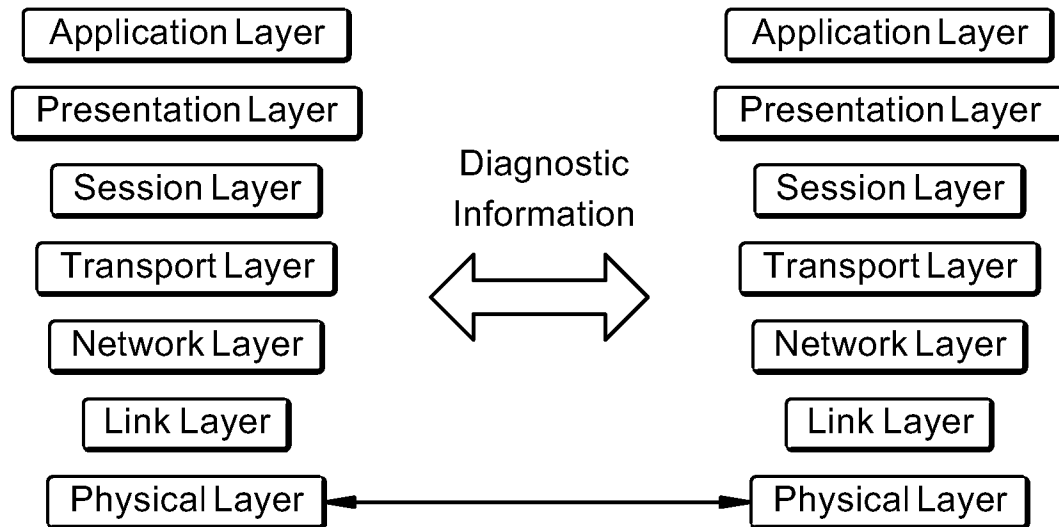 Application Layer
Presentation Layer
Session Layer
Transport Layer
Network Layer
Link Layer
Physical Layer
Diagnostic
Information
Application Layer
Presentation Layer
Session Layer
Transport Layer
Network Layer
Link Layer
Physical Layer